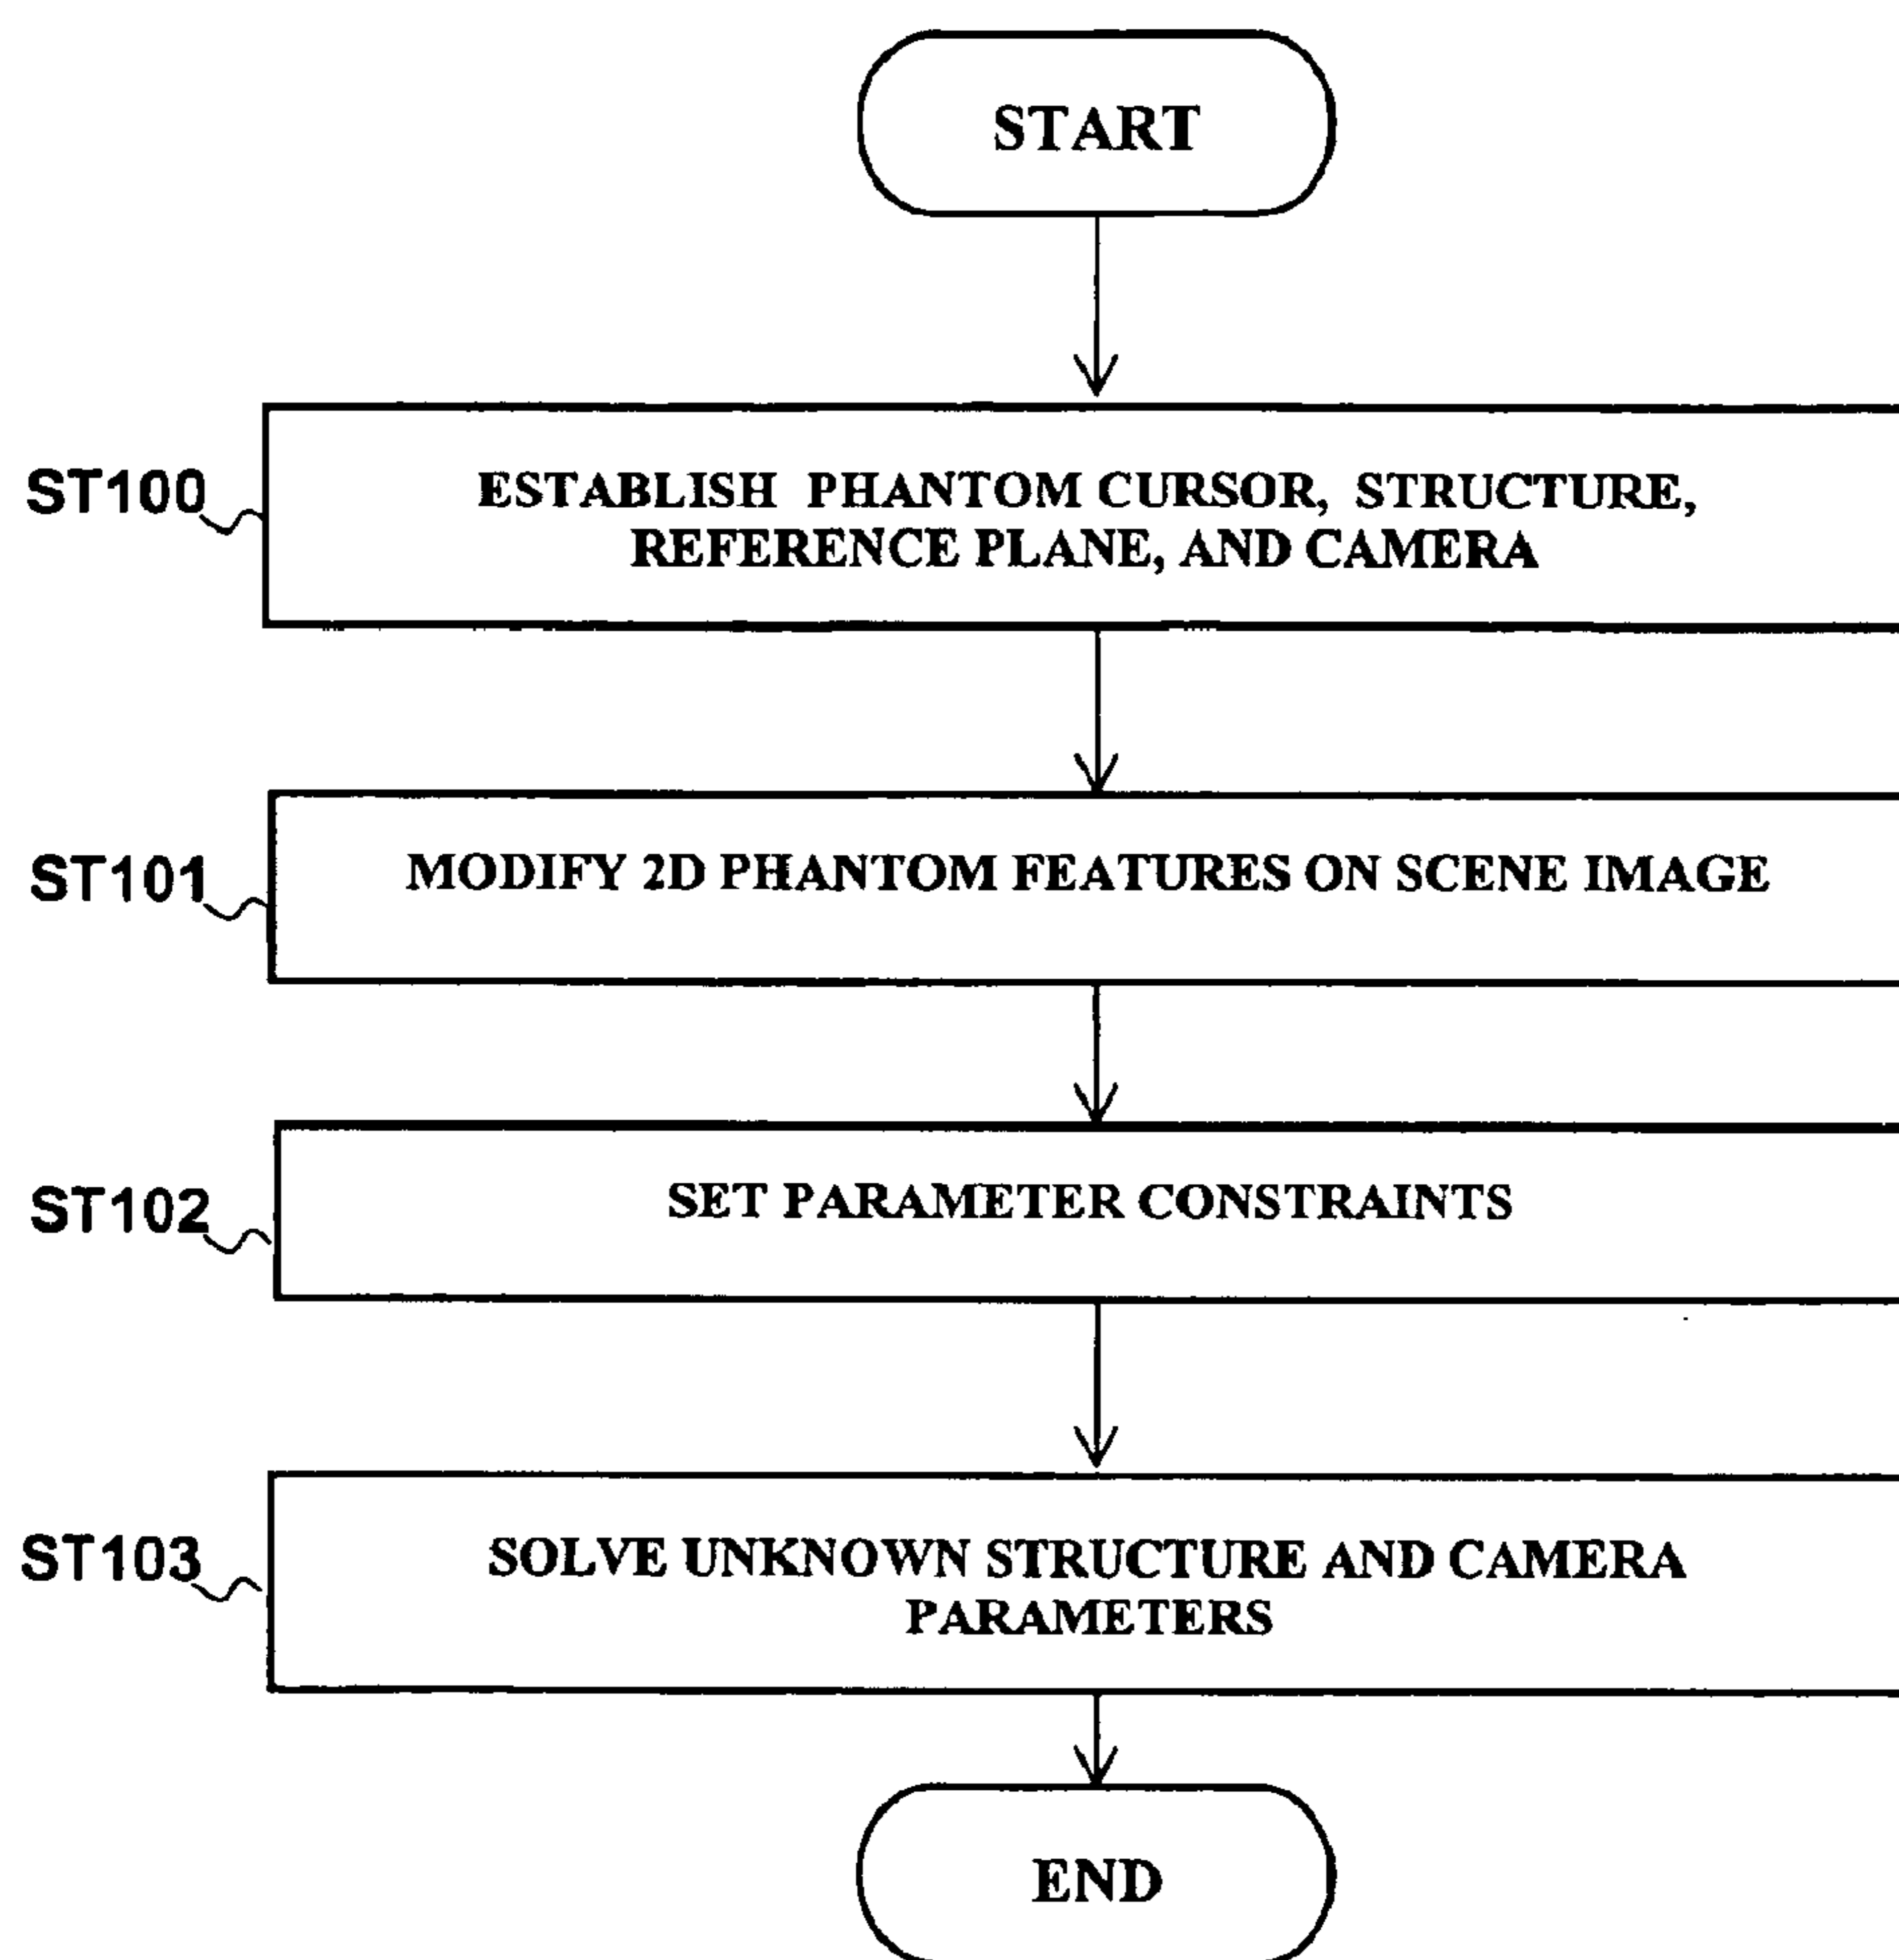 START
ST100
ESTABLISH PHANTOM CURSOR, STRUCTURE,
REFERENCE PLANE, AND CAMERA
ST101
MODIFY 2D PHANTOM FEATURES ON SCENE IMAGE
ST102
SET PARAMETER CONSTRAINTS
ST103
SOLVE UNKNOWN STRUCTURE AND CAMERA
PARAMETERS
END